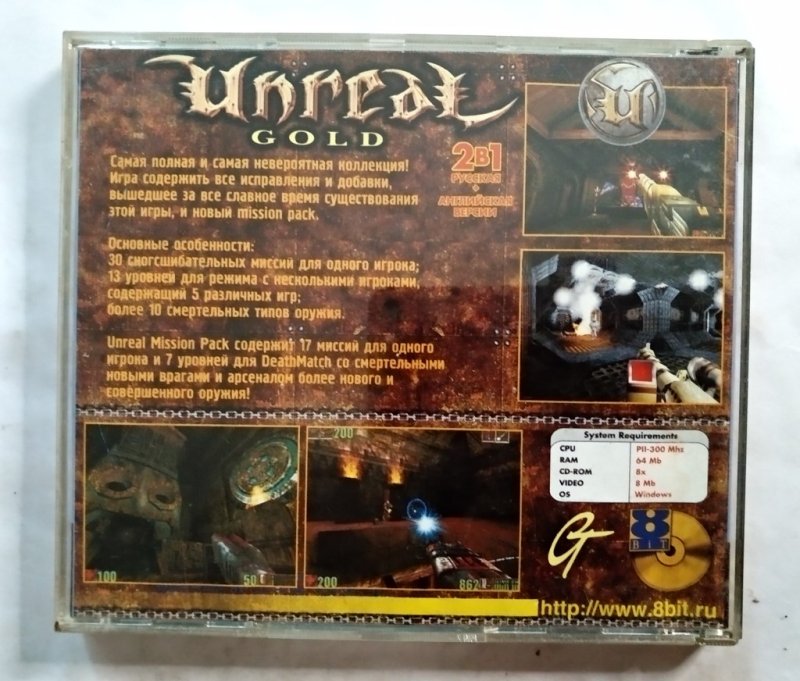 Unreal
GOLD
Самая полная и самая невероятная коллекция!
Игра содержить все исправления и добавки,
вышедшее за все славное время существования
этой игры, и новый mission pack.
2в1
РУССКАЯ
+
АНГЛИЙСКАЯ
ВЕРСИИ
U
Основные особенности:
30 сногсшибательных миссий для одного игрока;
13 уровней для режима с несколькими игроками,
содержащий 5 различных игр;
более 10 смертельных типов оружия.
Unreal Mission Pack содержит 17 миссий для одного
игрока и 7 уровней для DeathMatch со смертельными
новыми врагами и арсеналом более нового и
совершенного оружия!
100
50
200
200
862
System Requirements
CPU PII-300 Mhz
RAM 64 Mb
CD-ROM 8x
VIDEO 8 Mb
OS Windows
GT
8
BIT
http://www.8bit.ru